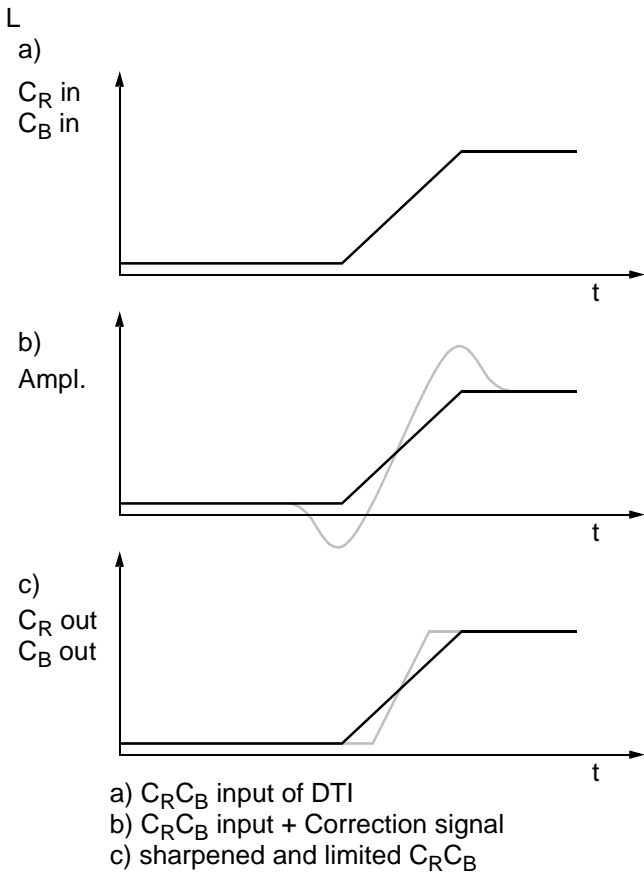 L
a)
C_R in
C_B in
t
b)
Ampl.
t
c)
C_R out
C_B out
t
a) C_RC_B input of DTI
b) C_RC_B input + Correction signal
c) sharpened and limited C_RC_B